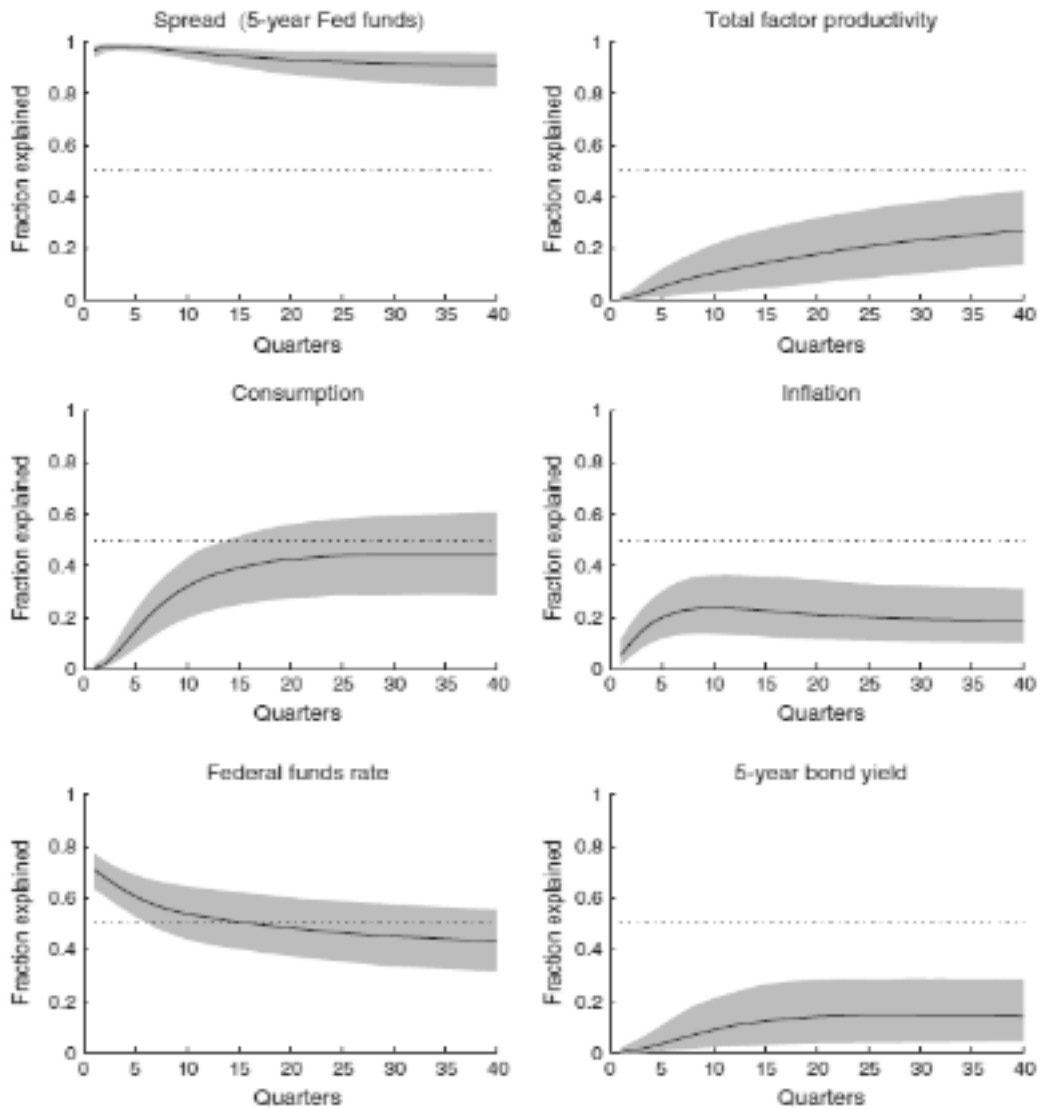 Spread (5-year Fed funds)
Total factor productivity
Fraction explained
1
0.8
0.6
0.4
0.2
0
0 5 10 15 20 25 30 35 40
Quarters
Fraction explained
1
0.8
0.6
0.4
0.2
0
0 5 10 15 20 25 30 35 40
Quarters
Consumption
Inflation
Fraction explained
1
0.8
0.6
0.4
0.2
0
0 5 10 15 20 25 30 35 40
Quarters
Fraction explained
1
0.8
0.6
0.4
0.2
0
0 5 10 15 20 25 30 35 40
Quarters
Federal funds rate
5-year bond yield
Fraction explained
1
0.8
0.6
0.4
0.2
0
0 5 10 15 20 25 30 35 40
Quarters
Fraction explained
1
0.8
0.6
0.4
0.2
0
0 5 10 15 20 25 30 35 40
Quarters